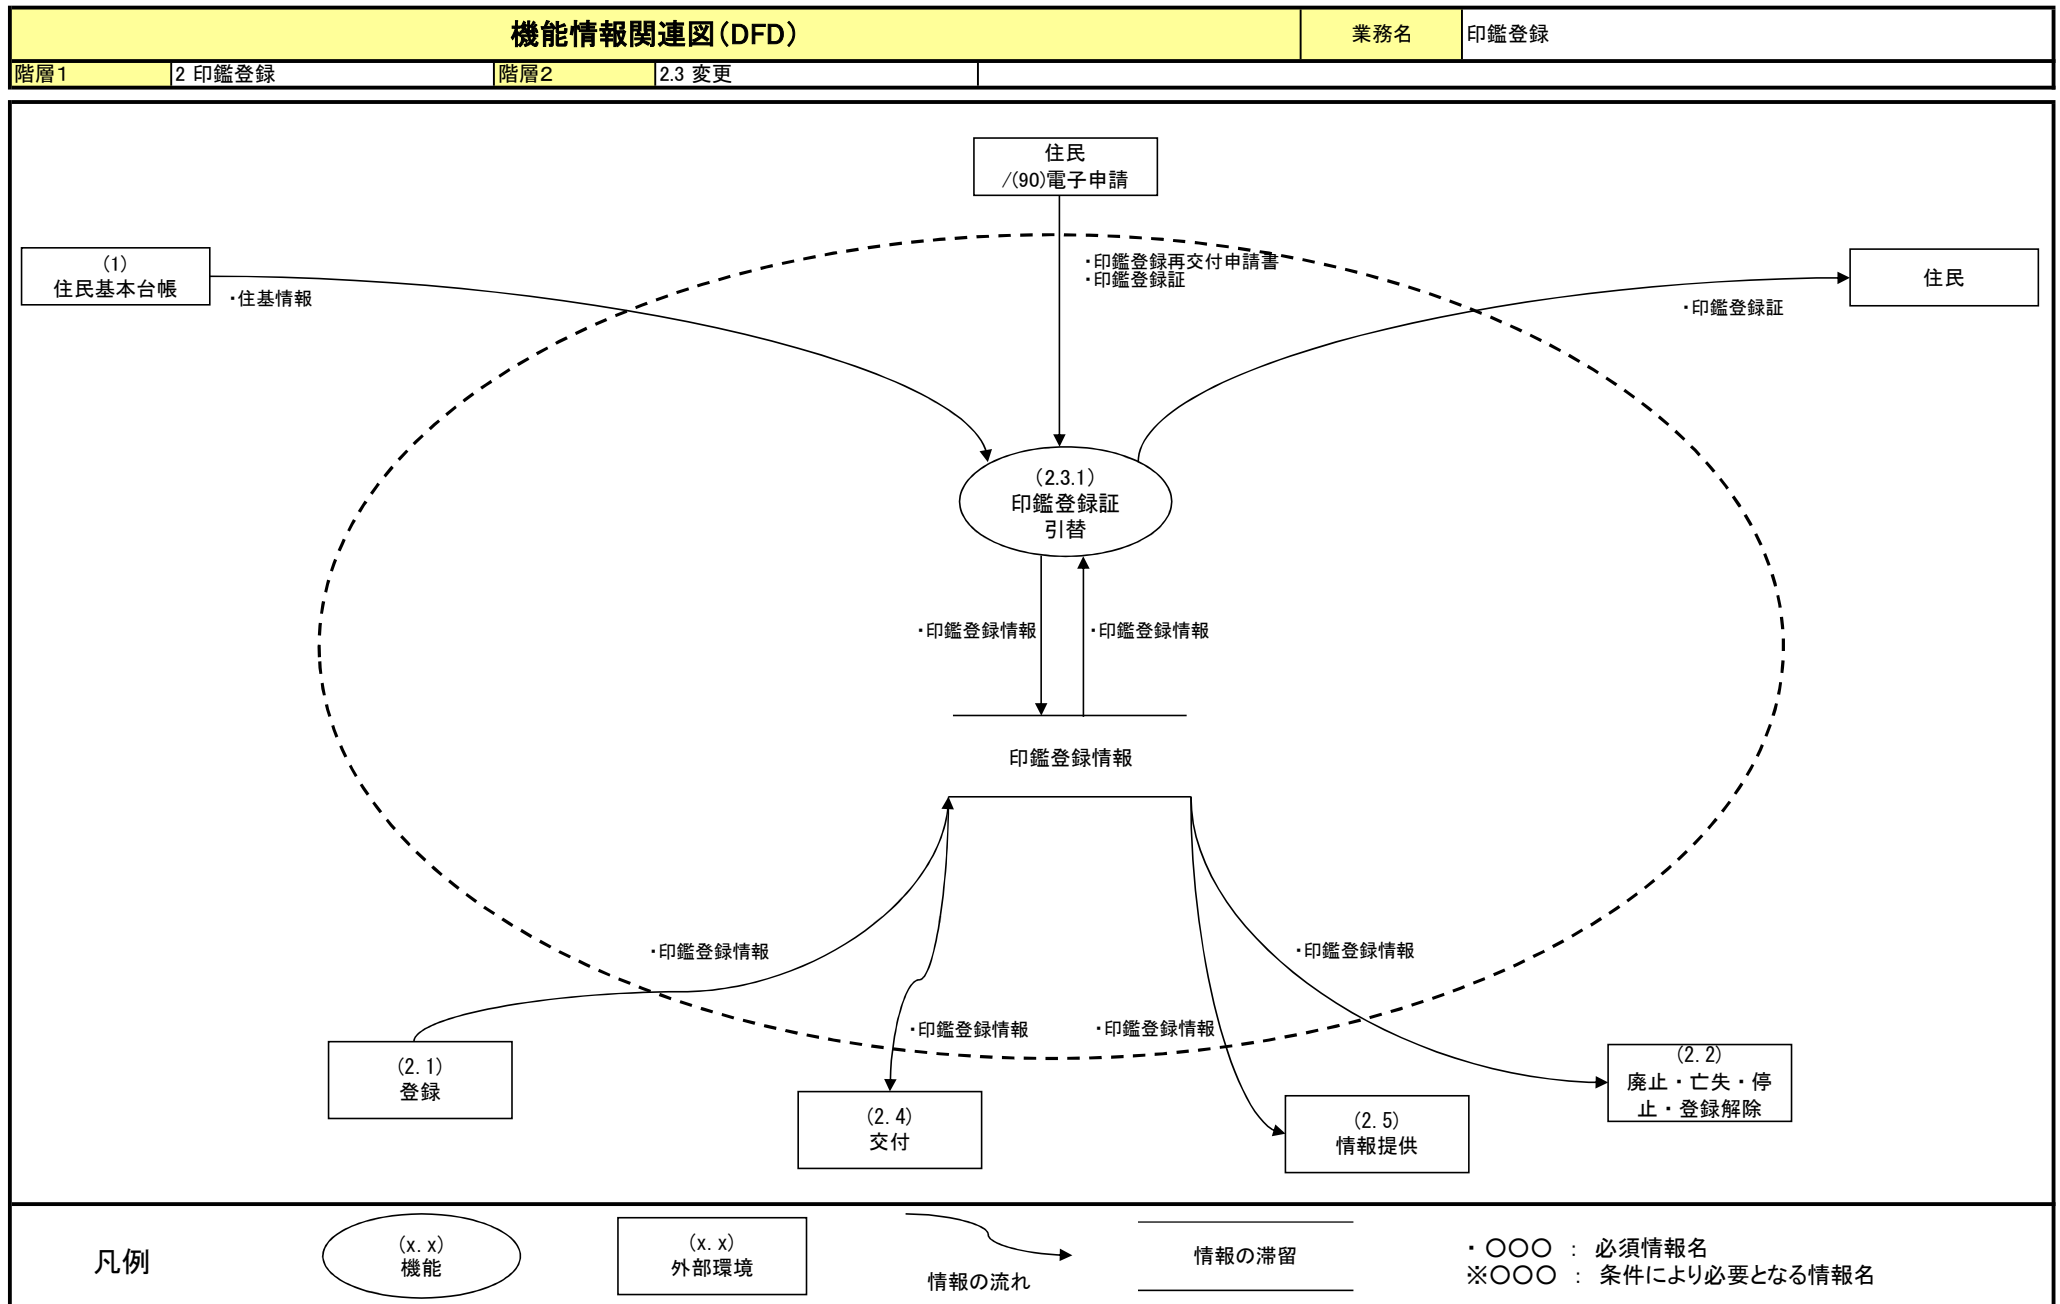 機能情報関連図（DFD）
業務名
印鑑登録
階層１
2 印鑑登録
階層２
2.3 変更
住民
/(90)電子申請
(1)
住民基本台帳
・住基情報
・印鑑登録再交付申請書
・印鑑登録証
住民
・印鑑登録証
（2.3.1）
印鑑登録証
引替
・印鑑登録情報
・印鑑登録情報
印鑑登録情報
・印鑑登録情報
・印鑑登録情報
・印鑑登録情報
・印鑑登録情報
(2.1)
登録
(2.4)
交付
(2.5)
情報提供
(2.2)
廃止・亡失・停
止・登録解除
凡例
(x.x)
機能
(x.x)
外部環境
情報の流れ
情報の滞留
・〇〇〇 ： 必須情報名
※〇〇〇 ： 条件により必要となる情報名